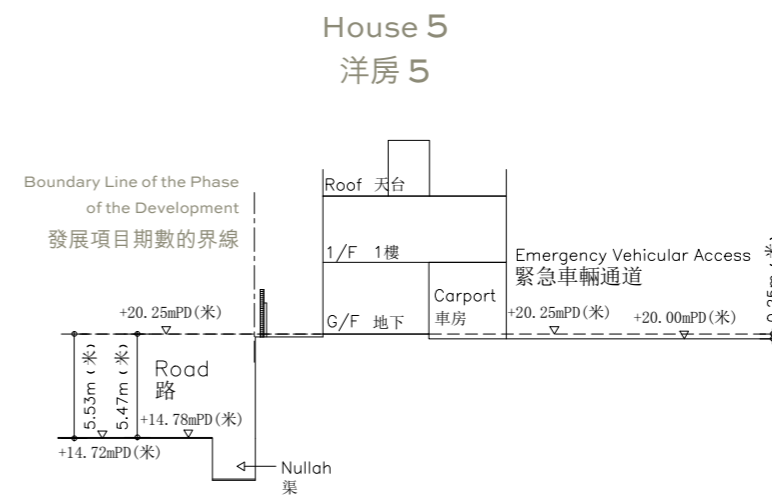 House 5
洋房 5
Boundary Line of the Phase
of the Development
發展項目期數的界線
Roof 天台
1/F 1樓
G/F 地下
Carport
車房
Emergency Vehicular Access
緊急車輛通道
+20.25mPD(米)
+20.25mPD(米)
+20.00mPD(米)
5.53m (米)
5.47m (米)
Road
路
+14.78mPD(米)
+14.72mPD(米)
Nullah
渠